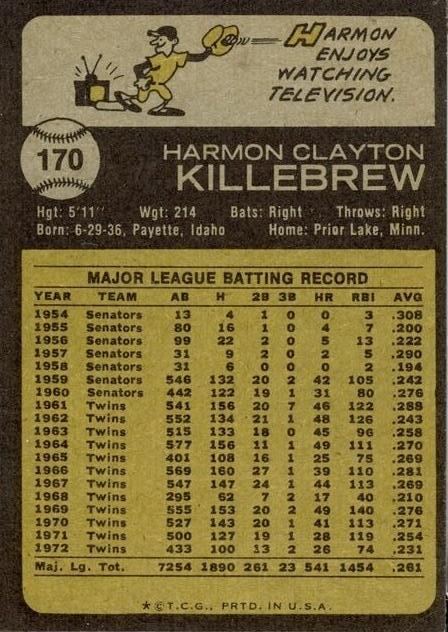 HARMON
ENJOYS
WATCHING
TELEVISION.
170
HARMON CLAYTON
KILLEBREW
Hgt: 5'11" Wgt: 214 Bats: Right Throws: Right
Born: 6-29-36, Payette, Idaho Home: Prior Lake, Minn.
MAJOR LEAGUE BATTING RECORD
YEAR TEAM AB H 2B 3B HR RBI AVG
1954 Senators 13 4 1 0 0 3 .308
1955 Senators 80 16 1 0 4 7 .200
1956 Senators 99 22 2 0 5 13 .222
1957 Senators 31 9 2 0 2 5 .290
1958 Senators 31 6 0 0 0 2 .194
1959 Senators 546 132 20 2 42 105 .242
1960 Senators 442 122 19 1 31 80 .276
1961 Twins 541 156 20 7 46 122 .288
1962 Twins 552 134 21 1 48 126 .243
1963 Twins 515 133 18 0 45 96 .258
1964 Twins 577 156 11 1 49 111 .270
1965 Twins 401 108 16 1 25 75 .269
1966 Twins 569 160 27 1 39 110 .281
1967 Twins 547 147 24 1 44 113 .269
1968 Twins 295 62 7 2 17 40 .210
1969 Twins 555 153 20 2 49 140 .276
1970 Twins 527 143 20 1 41 113 .271
1971 Twins 500 127 19 1 28 119 .254
1972 Twins 433 100 13 2 26 74 .231
Maj. Lg. Tot. 7254 1890 261 23 541 1454 .261
★©T.C.G., PRTD. IN U.S.A.